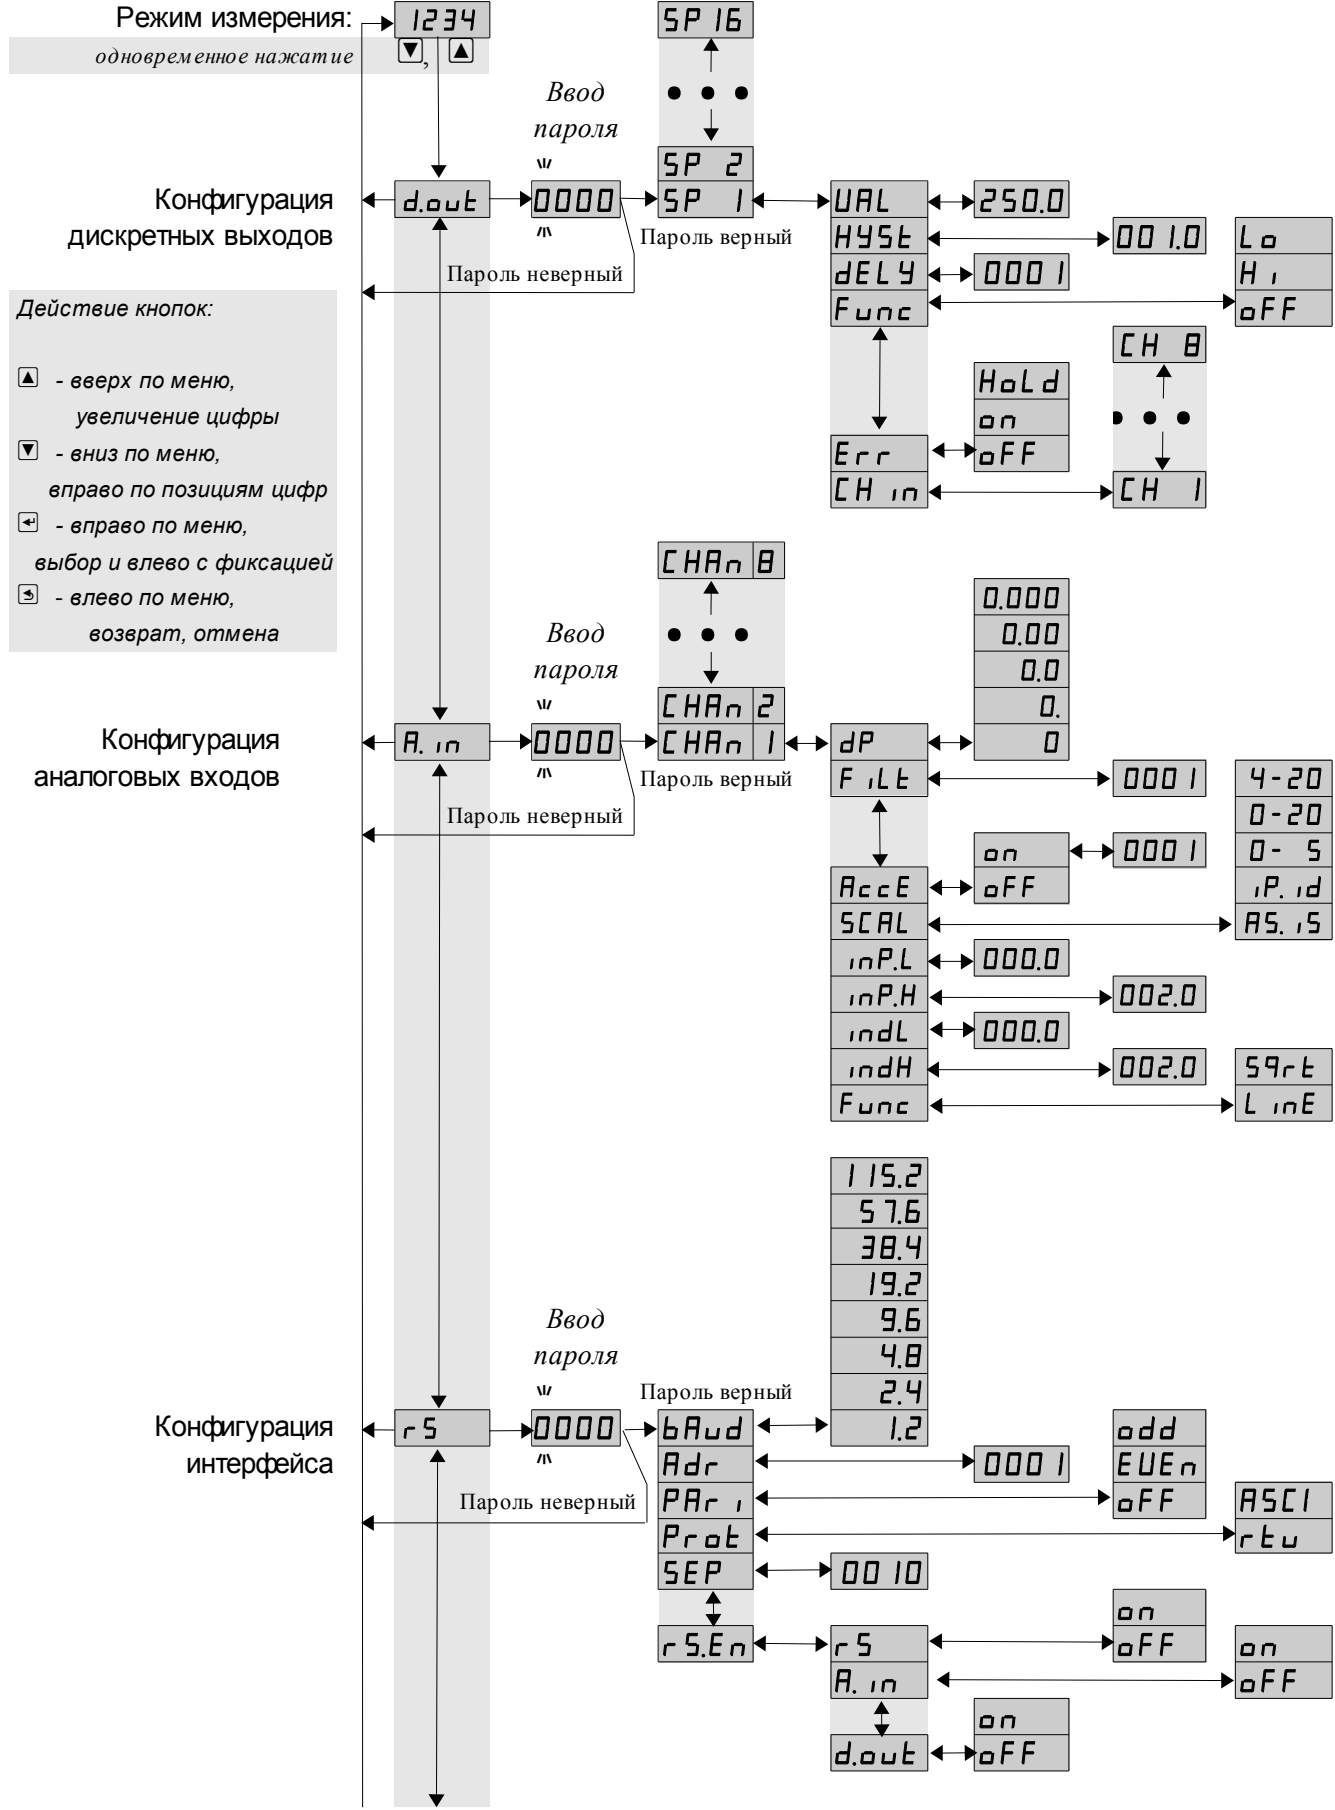 Режим измерения:
1234
одновременное нажатие
▼, ▲
SP 16
SP 2
SP 1
Ввод
пароля
Конфигурация
дискретных выходов
d.out
0000
Пароль верный
Пароль неверный
UAL
250.0
HYSt
001.0
dELY
0001
Func
Lo
Hi
oFF
Err
HoLd
on
oFF
CH in
CH 8
CH 1
Действие кнопок:
▲ - вверх по меню,
увеличение цифры
▼ - вниз по меню,
вправо по позициям цифр
- вправо по меню,
выбор и влево с фиксацией
- влево по меню,
возврат, отмена
CHAn 8
CHAn 2
CHAn 1
Ввод
пароля
Конфигурация
аналоговых входов
A. in
0000
Пароль верный
Пароль неверный
dP
0.000
0.00
0.0
0.
0
FiLt
0001
AccE
on
oFF
0001
SCAL
4-20
0-20
0- 5
iP. id
AS. iS
inP.L
000.0
inP.H
002.0
indL
000.0
indH
002.0
Func
Sqrt
LinE
Ввод
пароля
Конфигурация
интерфейса
rS
0000
Пароль верный
Пароль неверный
bAud
115.2
57.6
38.4
19.2
9.6
4.8
2.4
1.2
Adr
0001
PAri
odd
EUEn
oFF
Prot
ASCI
rtu
SEP
0010
rS.En
rS
on
oFF
A. in
on
oFF
d.out
on
oFF